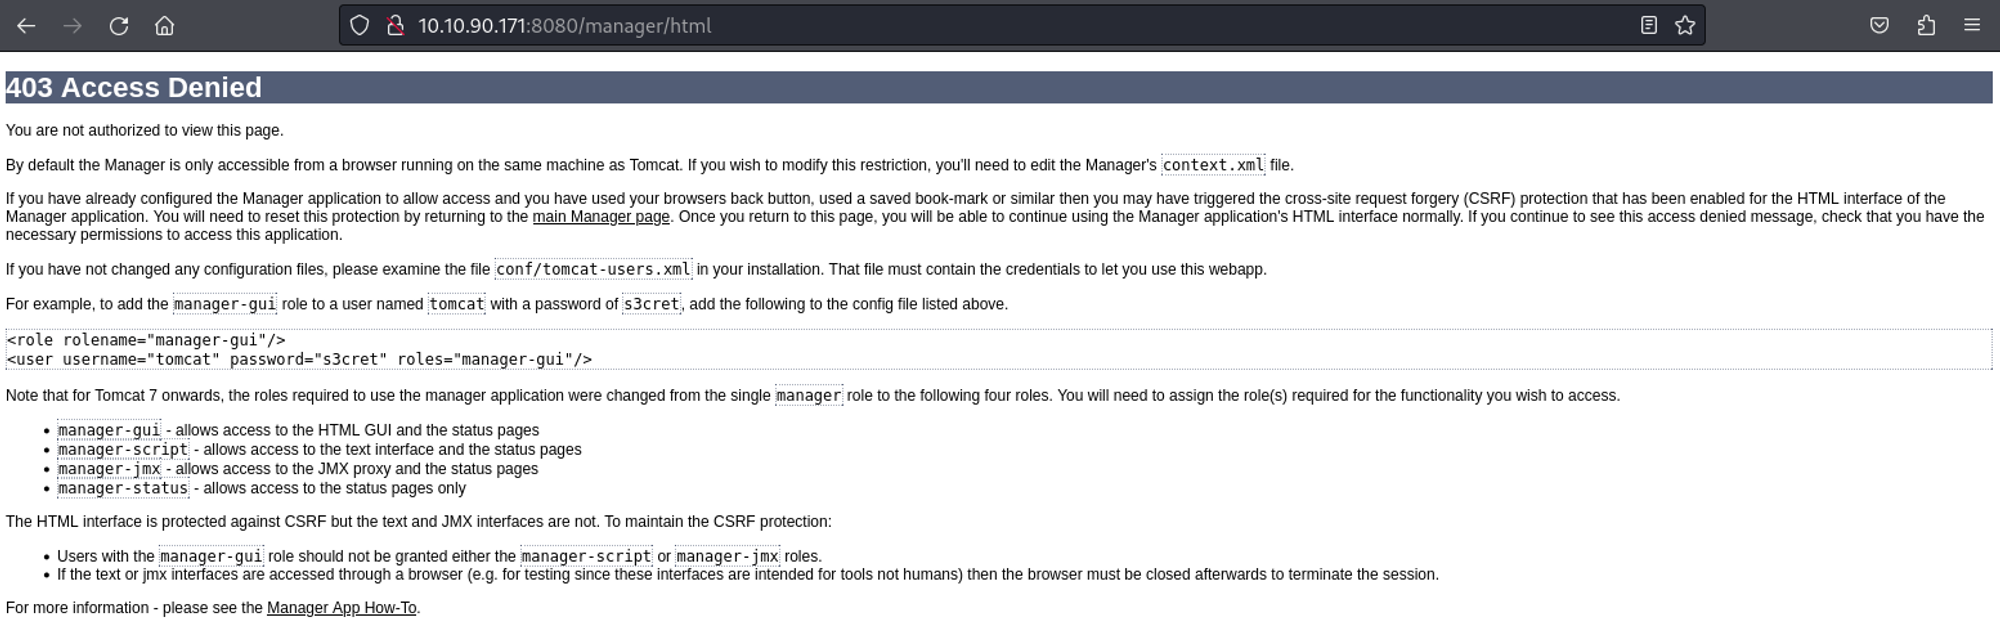 10.10.90.171:8080/manager/html
403 Access Denied
You are not authorized to view this page.
By default the Manager is only accessible from a browser running on the same machine as Tomcat. If you wish to modify this restriction, you'll need to edit the Manager's context.xml file.
If you have already configured the Manager application to allow access and you have used your browsers back button, used a saved book-mark or similar then you may have triggered the cross-site request forgery (CSRF) protection that has been enabled for the HTML interface of the
Manager application. You will need to reset this protection by returning to the main Manager page. Once you return to this page, you will be able to continue using the Manager application's HTML interface normally. If you continue to see this access denied message, check that you have the
necessary permissions to access this application.
If you have not changed any configuration files, please examine the file conf/tomcat-users.xml in your installation. That file must contain the credentials to let you use this webapp.
For example, to add the manager-gui role to a user named tomcat with a password of s3cret, add the following to the config file listed above.
<role rolename="manager-gui"/>
<user username="tomcat" password="s3cret" roles="manager-gui"/>
Note that for Tomcat 7 onwards, the roles required to use the manager application were changed from the single manager role to the following four roles. You will need to assign the role(s) required for the functionality you wish to access.
• manager-gui - allows access to the HTML GUI and the status pages
• manager-script - allows access to the text interface and the status pages
• manager-jmx - allows access to the JMX proxy and the status pages
• manager-status - allows access to the status pages only
The HTML interface is protected against CSRF but the text and JMX interfaces are not. To maintain the CSRF protection:
• Users with the manager-gui role should not be granted either the manager-script or manager-jmx roles.
• If the text or jmx interfaces are accessed through a browser (e.g. for testing since these interfaces are intended for tools not humans) then the browser must be closed afterwards to terminate the session.
For more information - please see the Manager App How-To.